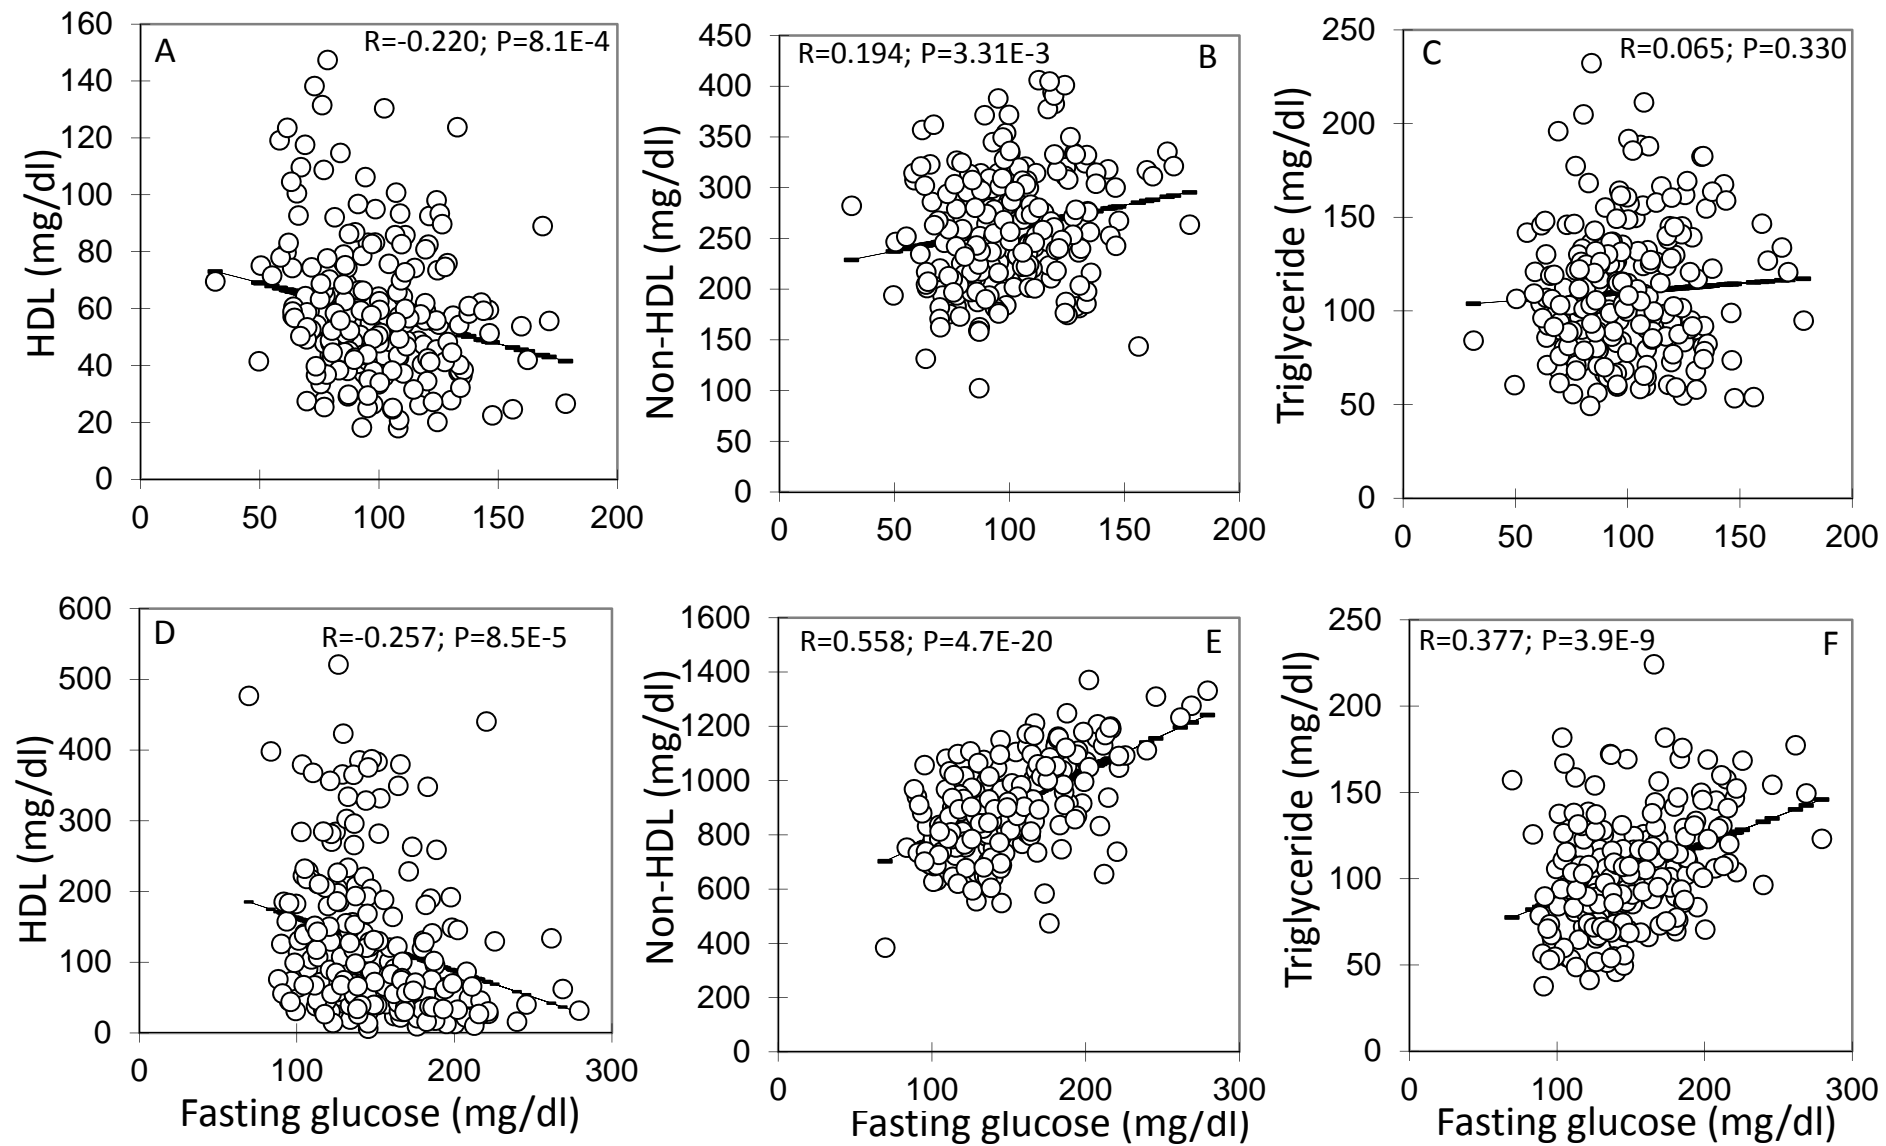 A
R=-0.220; P=8.1E-4
HDL (mg/dl)
160
140
120
100
80
60
40
20
0
0 50 100 150 200
R=0.194; P=3.31E-3
B
Non-HDL (mg/dl)
450
400
350
300
250
200
150
100
50
0
0 50 100 150 200
C
R=0.065; P=0.330
Triglyceride (mg/dl)
250
200
150
100
50
0
0 50 100 150 200
D
R=-0.257; P=8.5E-5
HDL (mg/dl)
600
500
400
300
200
100
0
0 100 200 300
Fasting glucose (mg/dl)
R=0.558; P=4.7E-20
E
Non-HDL (mg/dl)
1600
1400
1200
1000
800
600
400
200
0
0 100 200 300
Fasting glucose (mg/dl)
R=0.377; P=3.9E-9
F
Triglyceride (mg/dl)
250
200
150
100
50
0
0 100 200 300
Fasting glucose (mg/dl)